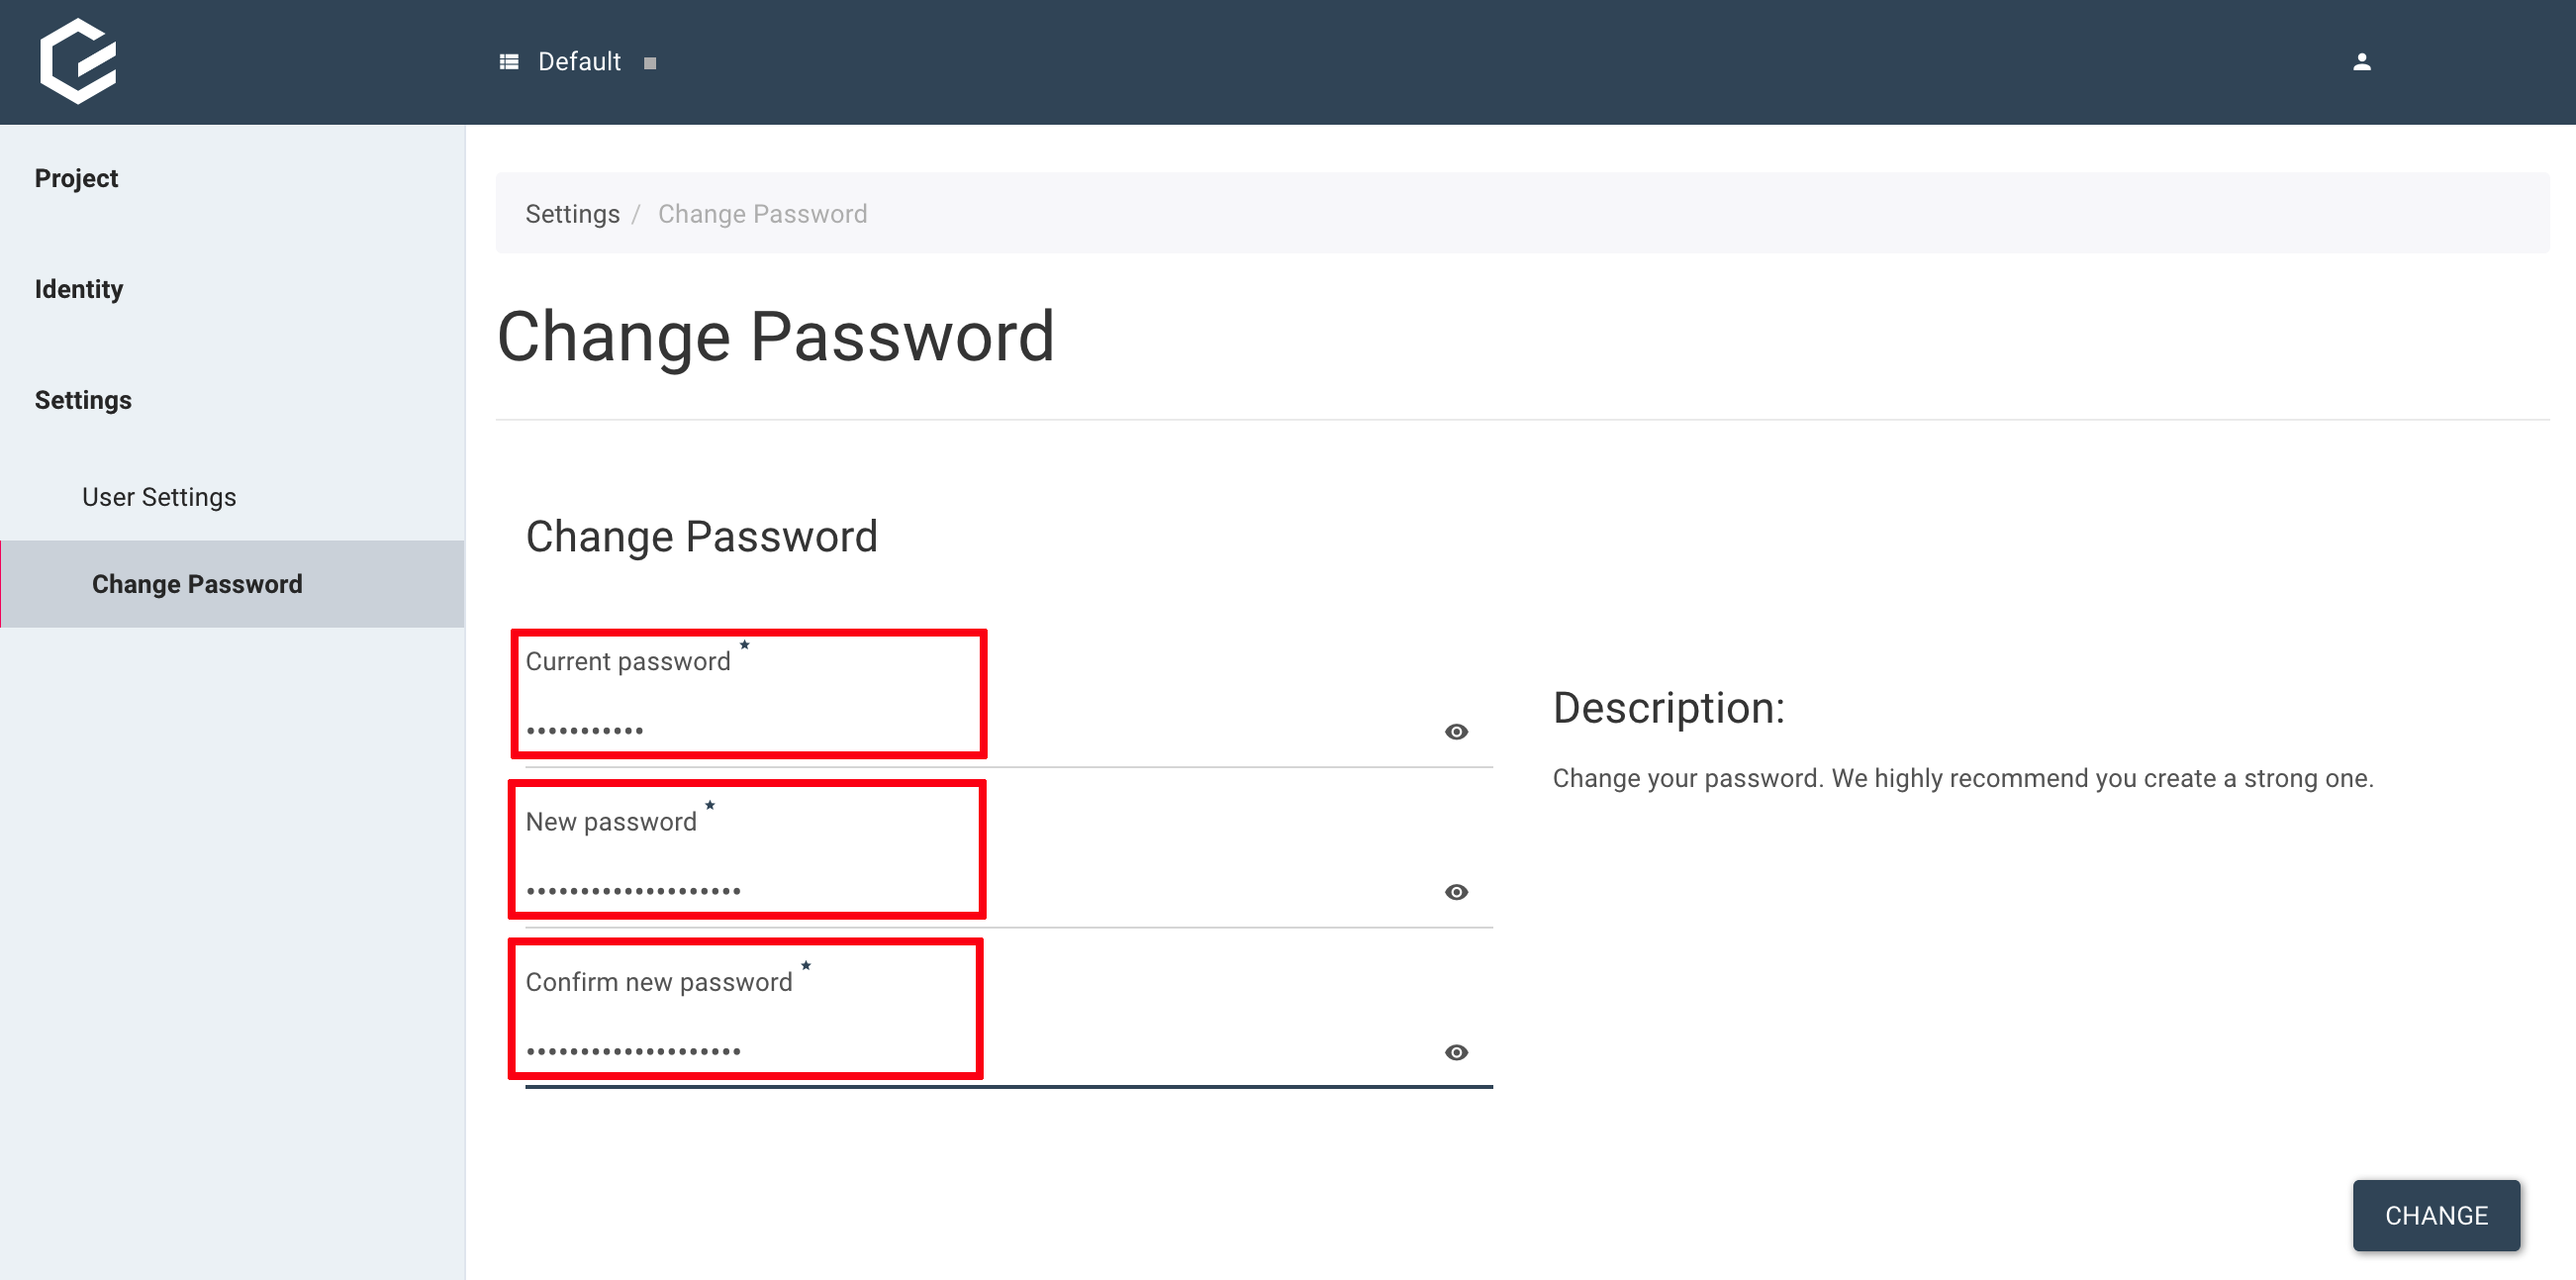 Default
Project
Identity
Settings
User Settings
Change Password
Settings / Change Password
Change Password
Change Password
Current password *
•••••••••••
New password *
••••••••••••••••••••
Confirm new password *
••••••••••••••••••••
Description:
Change your password. We highly recommend you create a strong one.
CHANGE